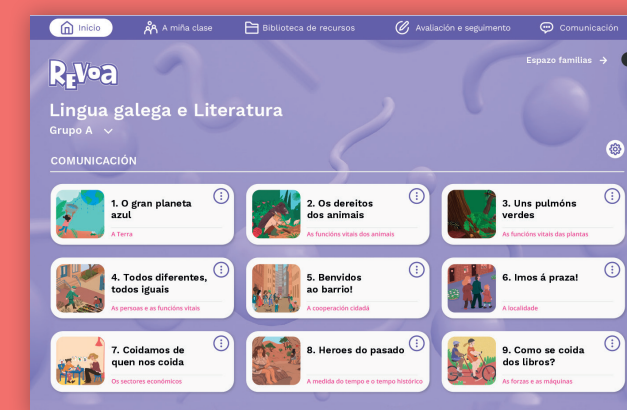 Inicio
A miña clase
Biblioteca de recursos
Avaliación e seguimento
Comunicación
Espazo familias →
REVOA
Lingua galega e Literatura
Grupo A
COMUNICACIÓN
1. O gran planeta
azul
A Terra
2. Os dereitos
dos animais
As funcións vitais dos animais
3. Uns pulmóns
verdes
As funcións vitais das plantas
4. Todos diferentes,
todos iguais
As persoas e as funcións vitais
5. Benvidos
ao barrio!
A cooperación cidadá
6. Imos á praza!
A localidade
7. Coidamos de
quen nos coida
Os sectores económicos
8. Heroes do pasado
A medida do tempo e o tempo histórico
9. Como se coida
dos libros?
As forzas e as máquinas